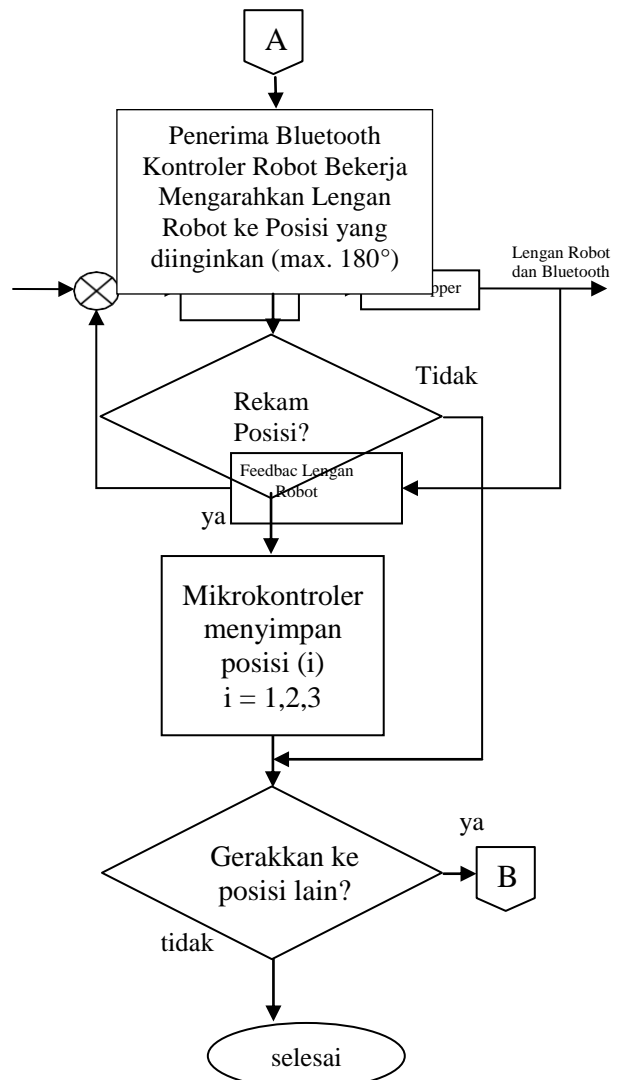 A
Penerima Bluetooth
Kontroler Robot Bekerja
Mengarahkan Lengan
Robot ke Posisi yang
diinginkan (max. 180°)
Lengan Robot
dan Bluetooth
Tidak
Rekam
Posisi?
Feedbac Lengan
Robot
ya
Mikrokontroler
menyimpan
posisi (i)
i = 1,2,3
ya
Gerakkan ke
posisi lain?
B
tidak
selesai